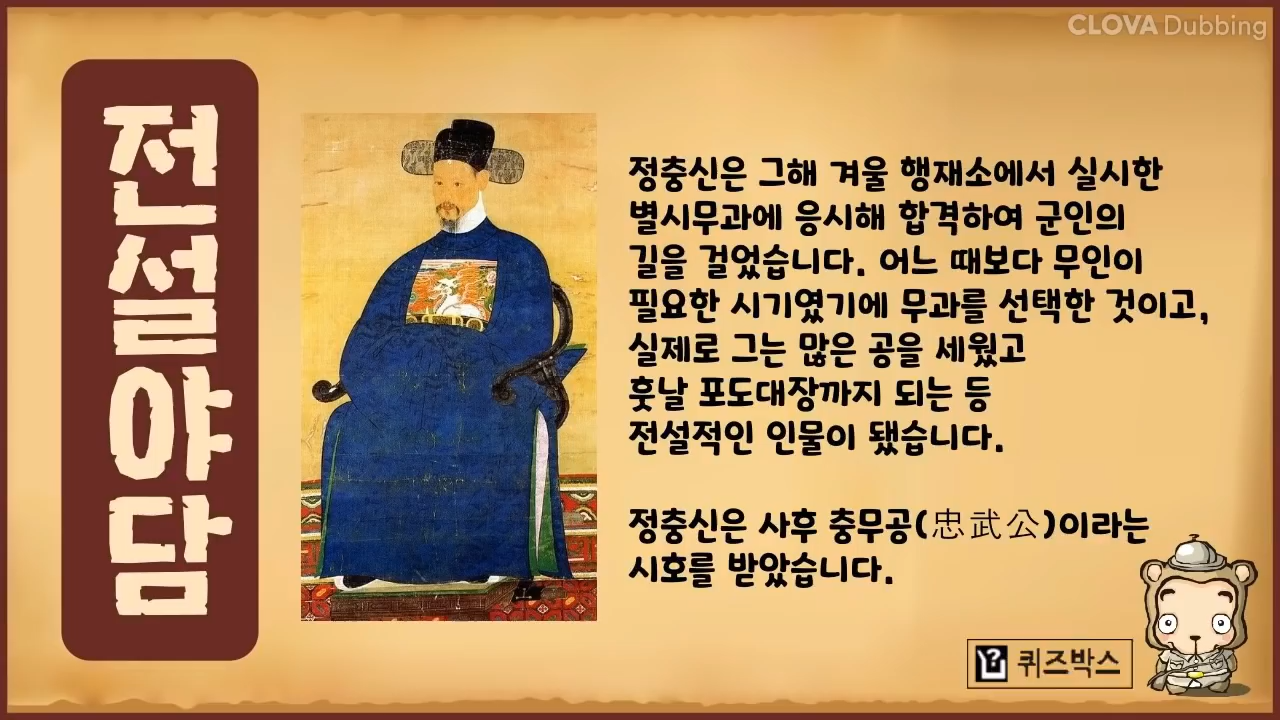 CLOVA Dubbing
전설야담
정충신은 그해 겨울 행재소에서 실시한
별시무과에 응시해 합격하여 군인의
길을 걸었습니다. 어느 때보다 무인이
필요한 시기였기에 무과를 선택한 것이고,
실제로 그는 많은 공을 세웠고
훗날 포도대장까지 되는 등
전설적인 인물이 됐습니다.
정충신은 사후 충무공(忠武公)이라는
시호를 받았습니다.
퀴즈박스